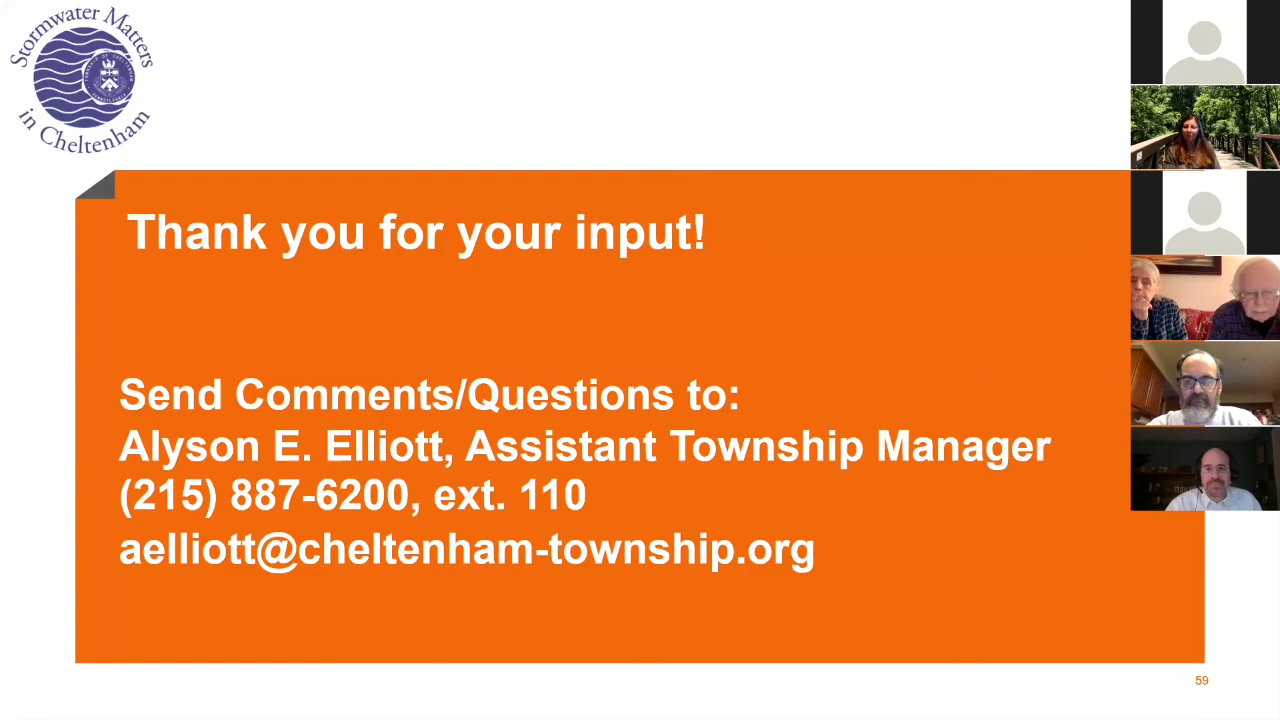 Stormwater Matters
in Cheltenham
Thank you for your input!
Send Comments/Questions to:
Alyson E. Elliott, Assistant Township Manager
(215) 887-6200, ext. 110
aelliott@cheltenham-township.org
59